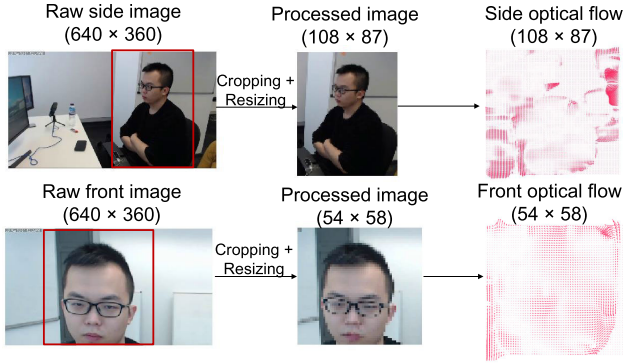 Raw side image
(640 × 360)
Processed image
(108 × 87)
Side optical flow
(108 × 87)
Cropping +
Resizing
Raw front image
(640 × 360)
Processed image
(54 × 58)
Front optical flow
(54 × 58)
Cropping +
Resizing